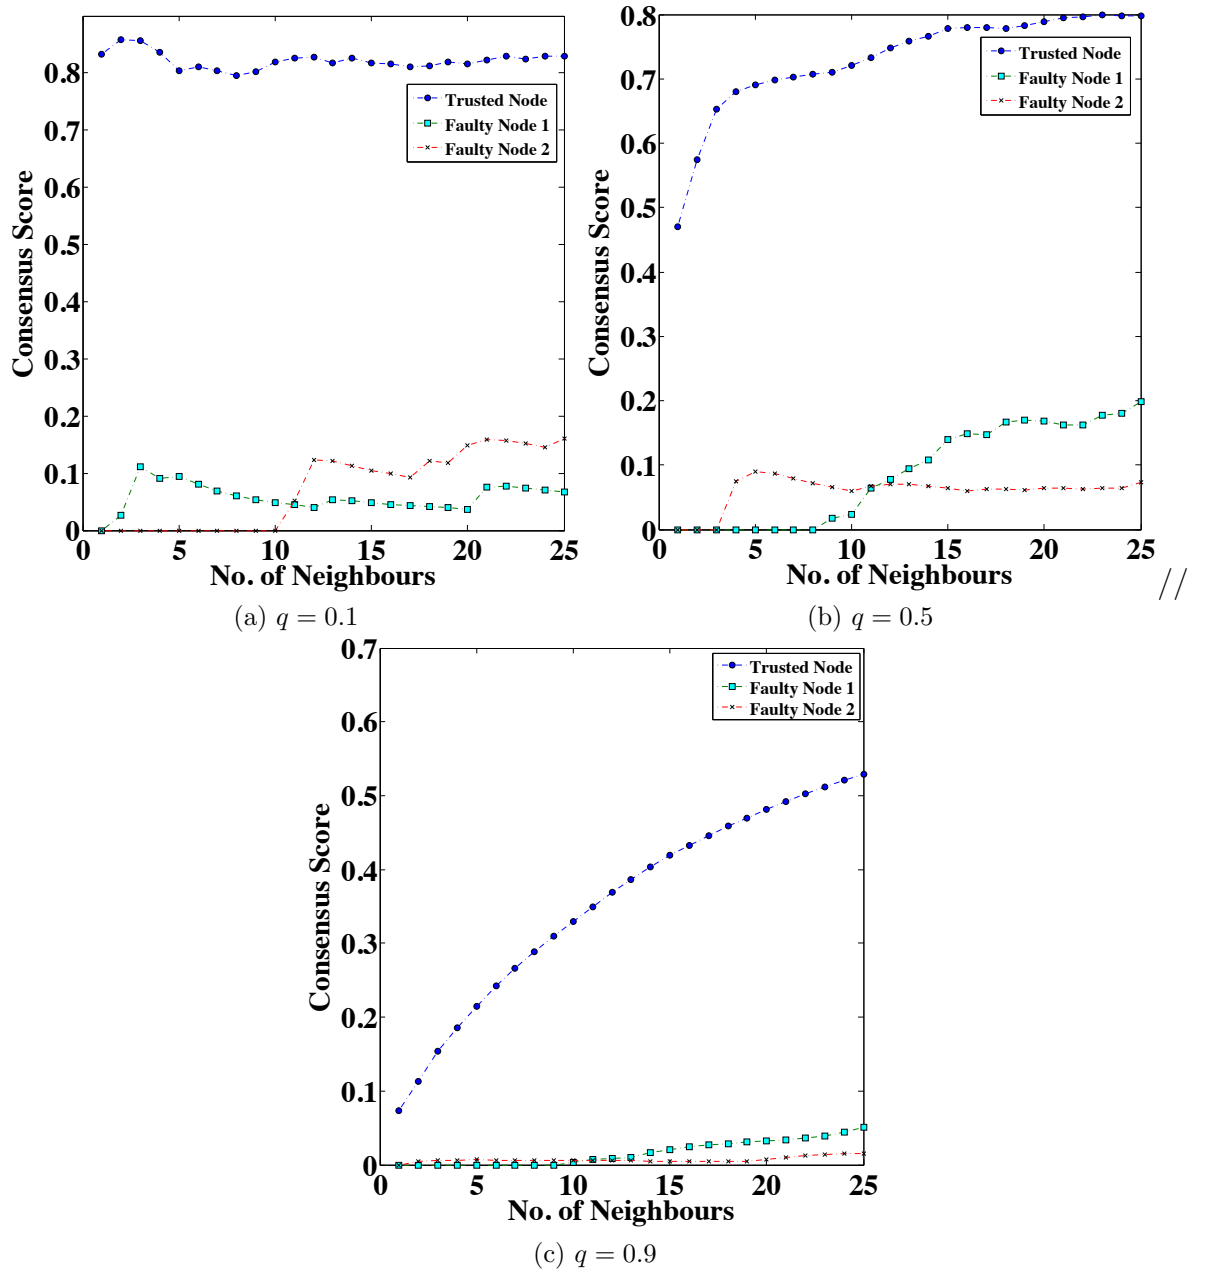 Consensus Score
0.8
0.7
0.6
0.5
0.4
0.3
0.2
0.1
0
Trusted Node
Faulty Node 1
Faulty Node 2
0 5 10 15 20 25
No. of Neighbours
(a) q = 0.1
Consensus Score
0.8
0.7
0.6
0.5
0.4
0.3
0.2
0.1
0
Trusted Node
Faulty Node 1
Faulty Node 2
0 5 10 15 20 25
No. of Neighbours
//
(b) q = 0.5
Consensus Score
0.7
0.6
0.5
0.4
0.3
0.2
0.1
0
Trusted Node
Faulty Node 1
Faulty Node 2
0 5 10 15 20 25
No. of Neighbours
(c) q = 0.9